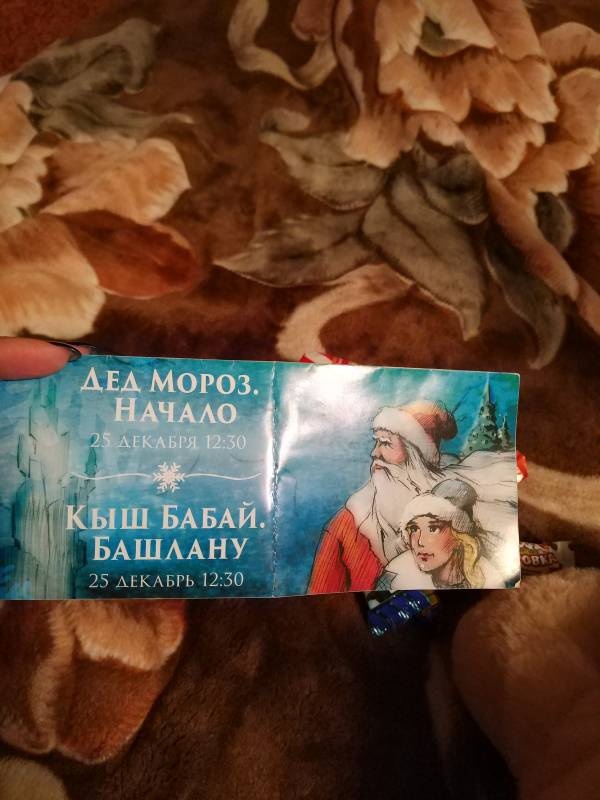 Дед Мороз.
Начало
25 декабря 12:30
Кыш Бабай.
Башлану
25 декабрь 12:30